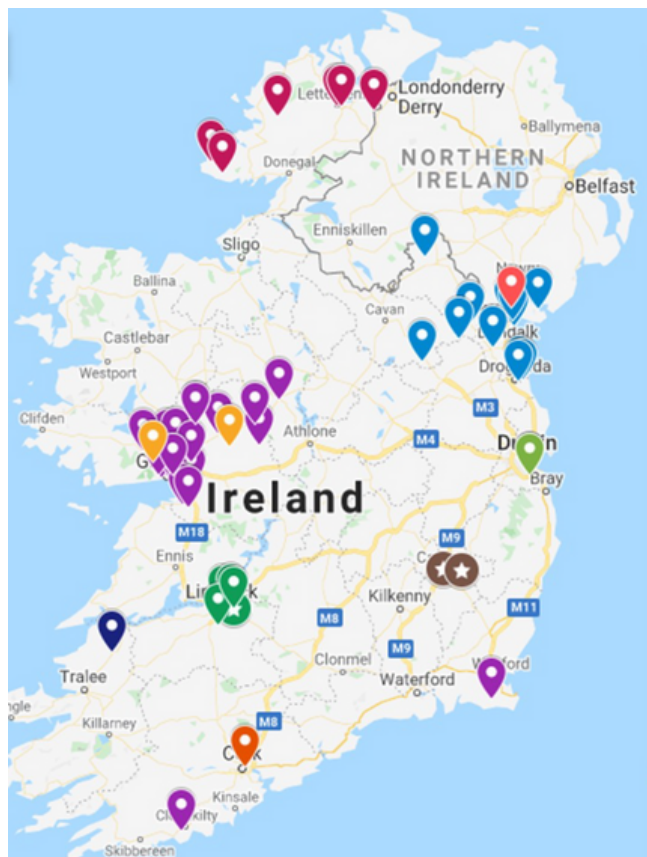 Londonderry
Derry
Ballymena
NORTHERN
IRELAND
Donegal
Belfast
Enniskillen
Sligo
Ballina
Cavan
Castlebar
Westport
M3
Clifden
Athlone
M4
Bray
Ireland
M18
M9
Ennis
Kilkenny
M11
M8
Clonmel
M9
Tralee
Waterford
Killarney
M8
Kinsale
Skibbereen